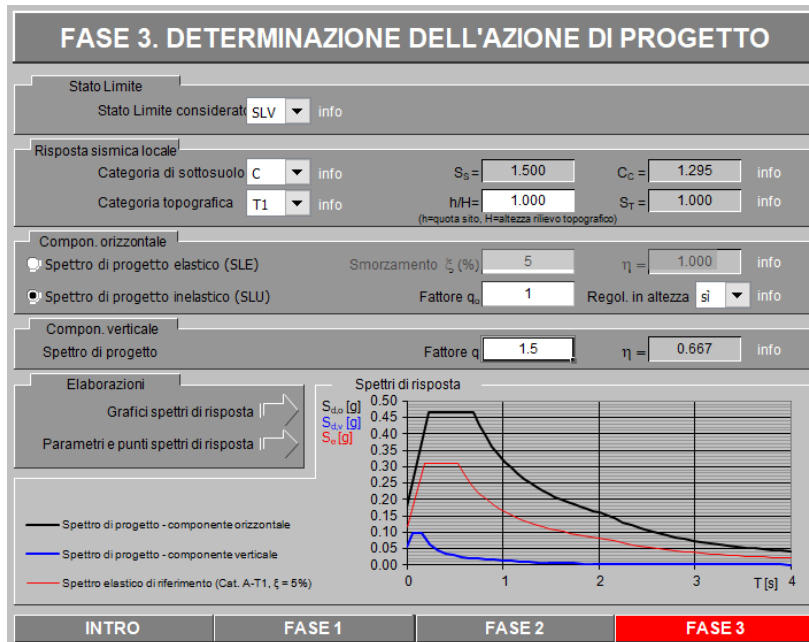 FASE 3. DETERMINAZIONE DELL'AZIONE DI PROGETTO
Stato Limite
Stato Limite considerato SLV info
Risposta sismica locale
Categoria di sottosuolo C info S_S = 1.500 C_C = 1.295 info
Categoria topografica T1 info h/H= 1.000 S_T = 1.000 info
(h=quota sito, H=altezza rilievo topografico)
Compon. orizzontale
Spettro di progetto elastico (SLE) Smorzamento ξ (%) 5 η = 1.000 info
Spettro di progetto inelastico (SLU) Fattore q_o 1 Regol. in altezza sì info
Compon. verticale
Spettro di progetto Fattore q 1.5 η = 0.667 info
Elaborazioni
Grafici spettri di risposta
Parametri e punti spettri di risposta
Spettri di risposta
S_d,o [g]
S_d,v [g]
S_e [g]
0.50
0.45
0.40
0.35
0.30
0.25
0.20
0.15
0.10
0.05
0.00
0 1 2 3 T [s] 4
Spettro di progetto - componente orizzontale
Spettro di progetto - componente verticale
Spettro elastico di riferimento (Cat. A-T1, ξ = 5%)
INTRO FASE 1 FASE 2 FASE 3